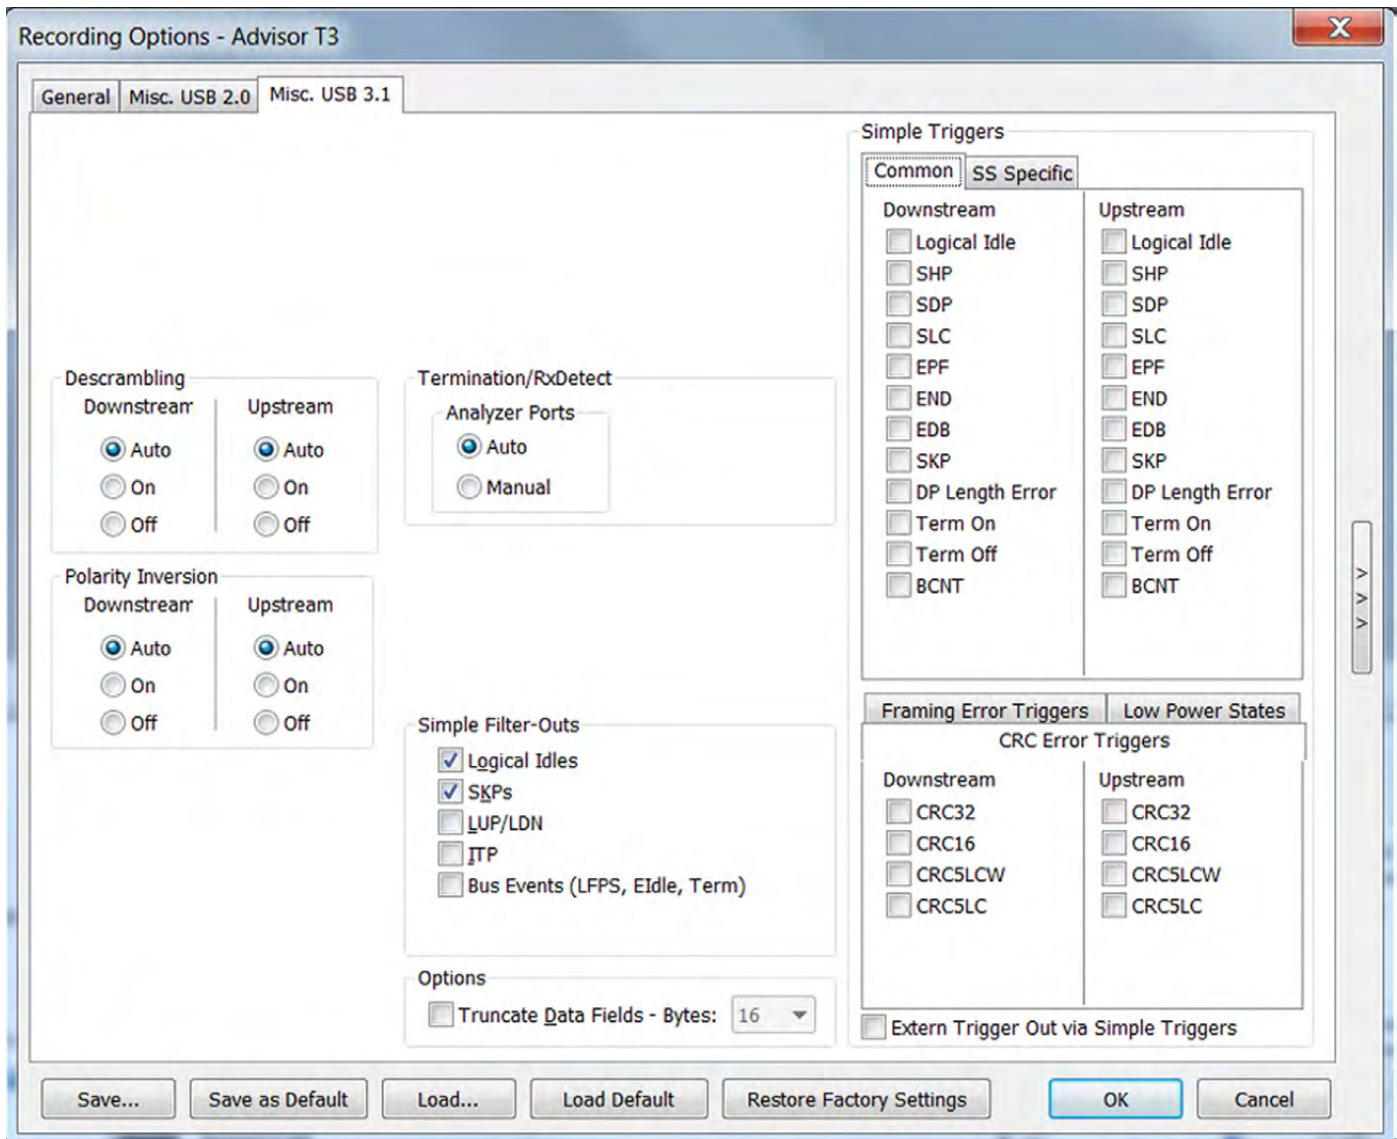 Recording Options - Advisor T3
X
General
Misc. USB 2.0
Misc. USB 3.1
Descrambling
Downstream Upstream
Auto Auto
On On
Off Off
Polarity Inversion
Downstream Upstream
Auto Auto
On On
Off Off
Termination/RxDetect
Analyzer Ports
Auto
Manual
Simple Filter-Outs
Logical Idles
SKPs
LUP/LDN
ITP
Bus Events (LFPS, EIdle, Term)
Options
Truncate Data Fields - Bytes: 16
Simple Triggers
Common
SS Specific
Downstream Upstream
Logical Idle Logical Idle
SHP SHP
SDP SDP
SLC SLC
EPF EPF
END END
EDB EDB
SKP SKP
DP Length Error DP Length Error
Term On Term On
Term Off Term Off
BCNT BCNT
Framing Error Triggers
Low Power States
CRC Error Triggers
Downstream Upstream
CRC32 CRC32
CRC16 CRC16
CRC5LCW CRC5LCW
CRC5LC CRC5LC
Extern Trigger Out via Simple Triggers
>
>
>
Save...
Save as Default
Load...
Load Default
Restore Factory Settings
OK
Cancel